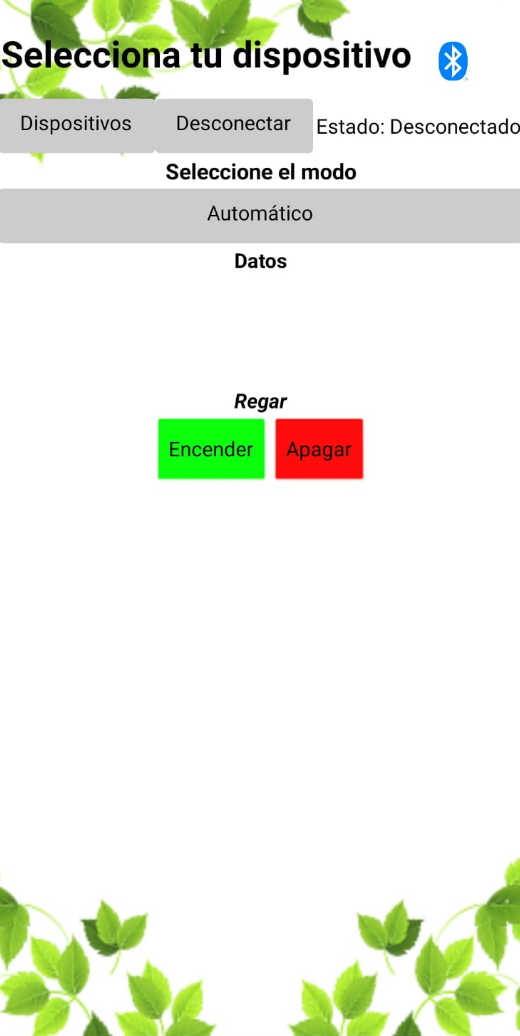 Selecciona tu dispositivo
Dispositivos Desconectar Estado: Desconectado
Seleccione el modo
Automático
Datos
Regar
Encender Apagar